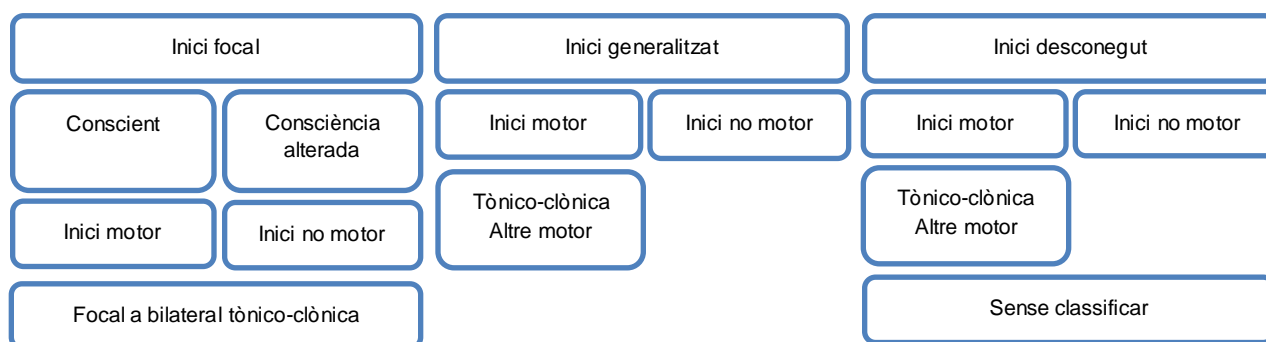 Inici focal
Inici generalitzat
Inici desconegut
Conscient
Consciència
alterada
Inici motor
Inici no motor
Inici motor
Inici no motor
Tònico-clònica
Altre motor
Tònico-clònica
Altre motor
Inici motor
Inici no motor
Focal a bilateral tònico-clònica
Sense classificar